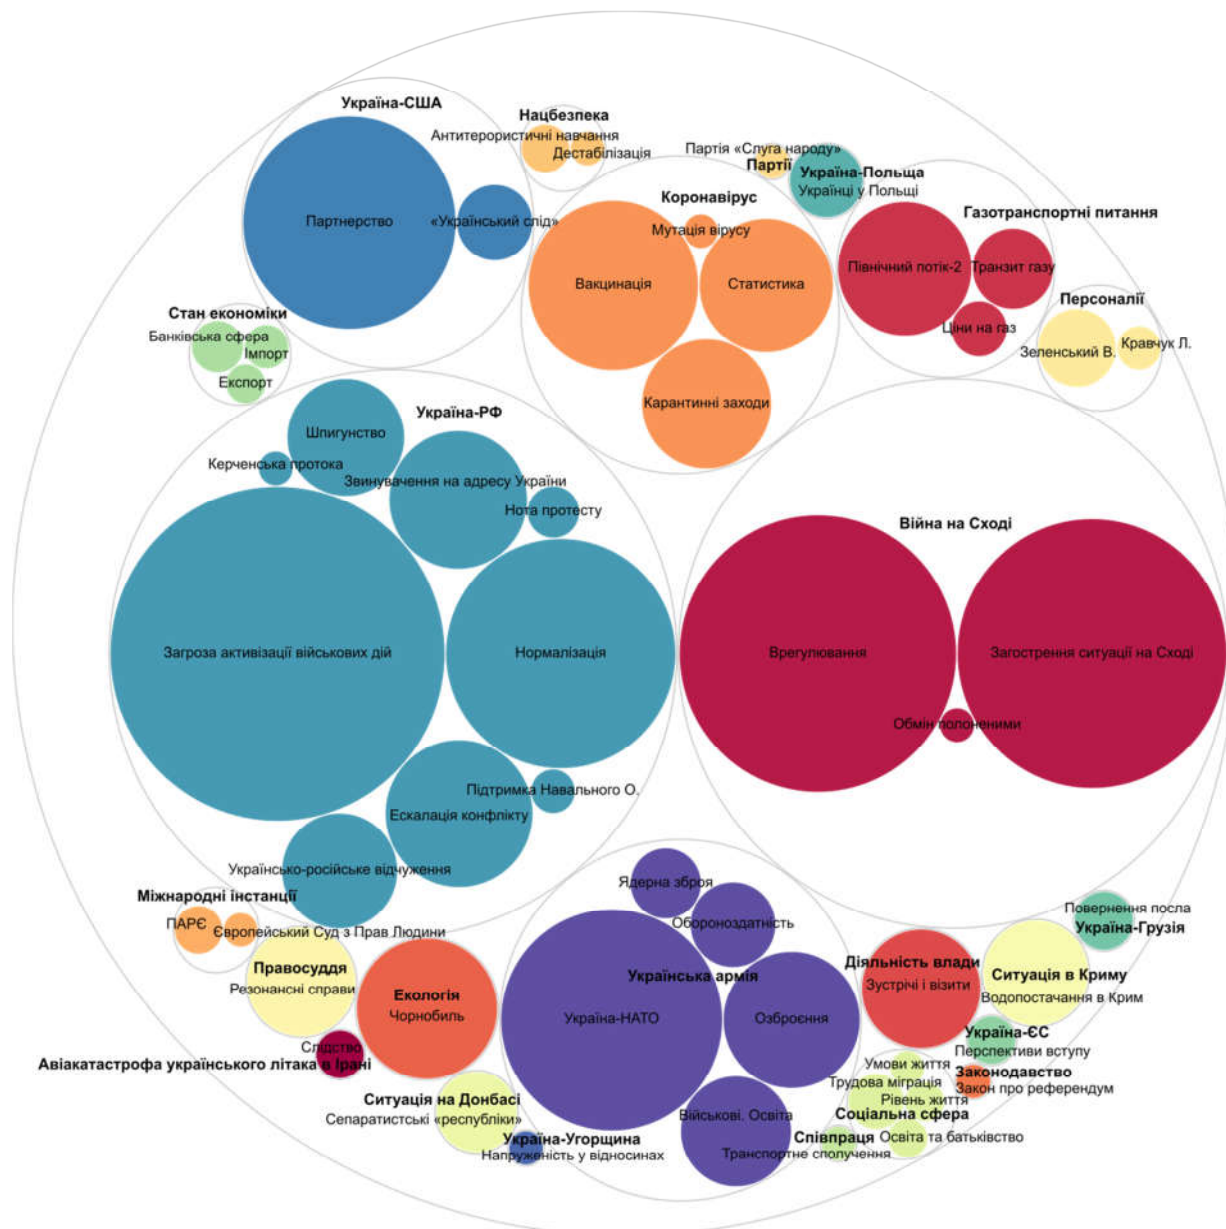 Україна-США
Партнерство
«Український слід»
Нацбезпека
Антитерористичні навчання
Дестабілізація
Партія «Слуга народу»
Партії
Україна-Польща
Українці у Польщі
Коронавірус
Мутація вірусу
Вакцинація
Статистика
Карантинні заходи
Газотранспортні питання
Північний потік-2
Транзит газу
Ціни на газ
Персоналії
Зеленський В.
Кравчук Л.
Стан економіки
Банківська сфера
Імпорт
Експорт
Україна-РФ
Шпигунство
Керченська протока
Звинувачення на адресу України
Нота протесту
Загроза активізації військових дій
Нормалізація
Підтримка Навального О.
Ескалація конфлікту
Українсько-російське відчуження
Війна на Сході
Врегулювання
Загострення ситуації на Сході
Обмін полоненими
Міжнародні інстанції
ПАРЄ
Європейський Суд з Прав Людини
Правосуддя
Резонансні справи
Екологія
Чорнобиль
Слідство
Авіакатастрофа українського літака в Ірані
Ситуація на Донбасі
Сепаратистські «республіки»
Україна-Угорщина
Напруженість у відносинах
Ядерна зброя
Обороноздатність
Українська армія
Україна-НАТО
Озброєння
Військові. Освіта
Діяльність влади
Зустрічі і візити
Повернення посла
Україна-Грузія
Ситуація в Криму
Водопостачання в Крим
Україна-ЄС
Перспективи вступу
Законодавство
Закон про референдум
Умови життя
Трудова міграція
Рівень життя
Соціальна сфера
Освіта та батьківство
Співпраця
Транспортне сполучення